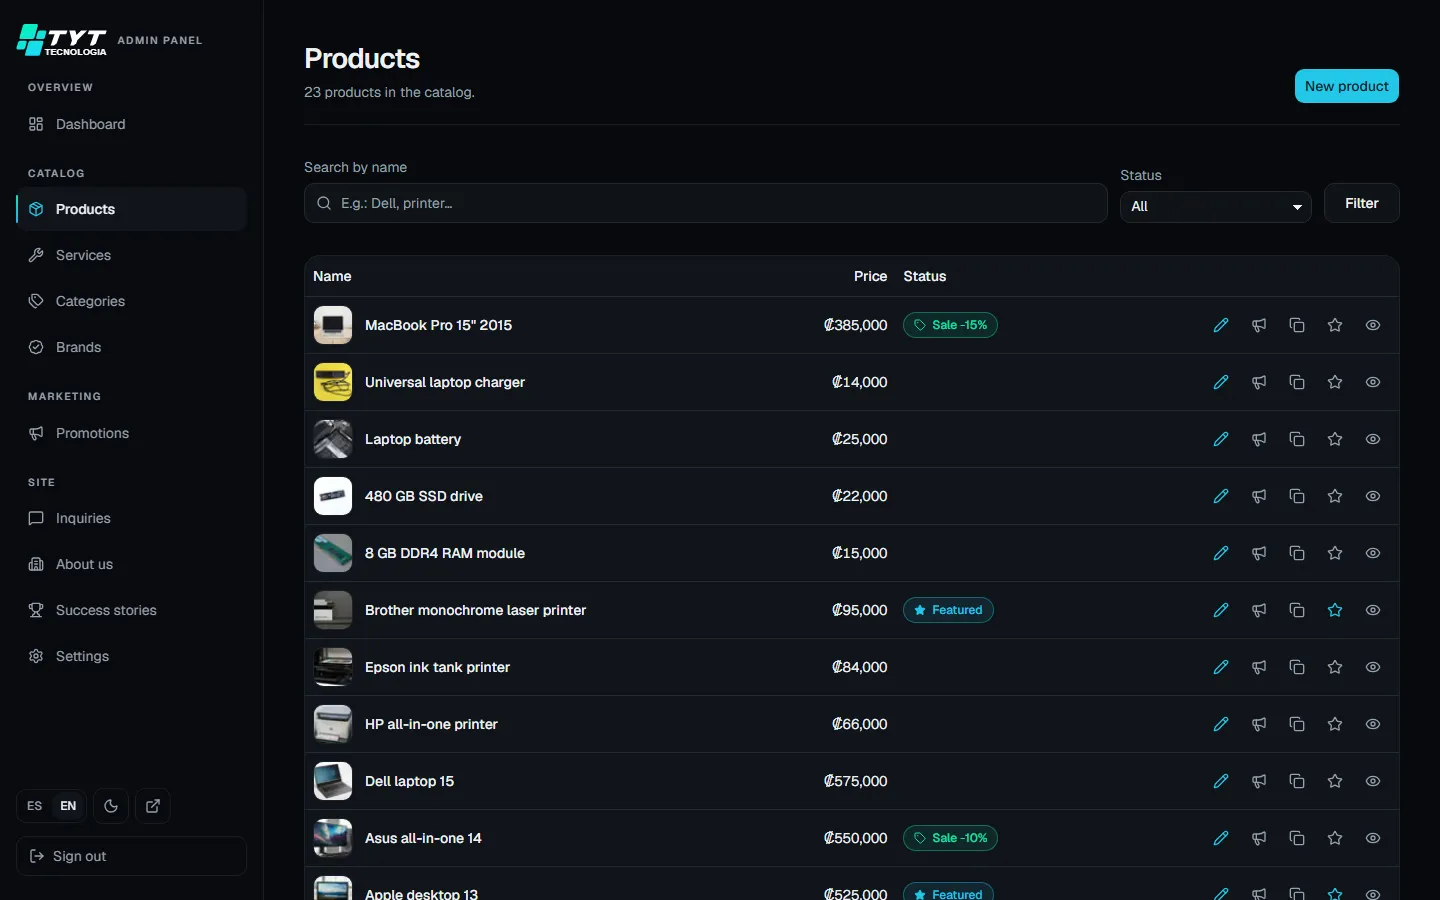 TYT
TECNOLOGIA
ADMIN PANEL
OVERVIEW
Dashboard
CATALOG
Products
Services
Categories
Brands
MARKETING
Promotions
SITE
Inquiries
About us
Success stories
Settings
ES EN
Sign out
Products
23 products in the catalog.
New product
Search by name
E.g.: Dell, printer…
Status
All
Filter
Name Price Status
MacBook Pro 15" 2015 ₡385,000 Sale -15%
Universal laptop charger ₡14,000
Laptop battery ₡25,000
480 GB SSD drive ₡22,000
8 GB DDR4 RAM module ₡15,000
Brother monochrome laser printer ₡95,000 Featured
Epson ink tank printer ₡84,000
HP all-in-one printer ₡66,000
Dell laptop 15 ₡575,000
Asus all-in-one 14 ₡550,000 Sale -10%
Apple desktop 13 ₡525,000 Featured